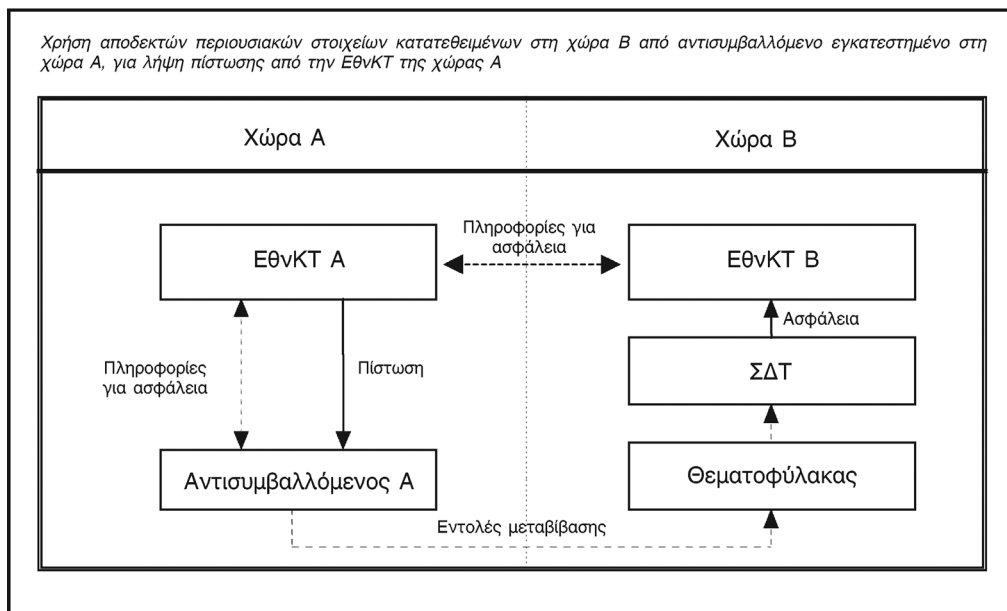 Χρήση αποδεκτών περιουσιακών στοιχείων κατατεθειμένων στη χώρα Β από αντισυμβαλλόμενο εγκατεστημένο στη
χώρα Α, για λήψη πίστωσης από την ΕθνΚΤ της χώρας Α
Χώρα Α
Χώρα Β
ΕθνΚΤ Α
Πληροφορίες για
ασφάλεια
ΕθνΚΤ Β
Ασφάλεια
Πληροφορίες
για ασφάλεια
Πίστωση
ΣΔΤ
Αντισυμβαλλόμενος Α
Θεματοφύλακας
Εντολές μεταβίβασης